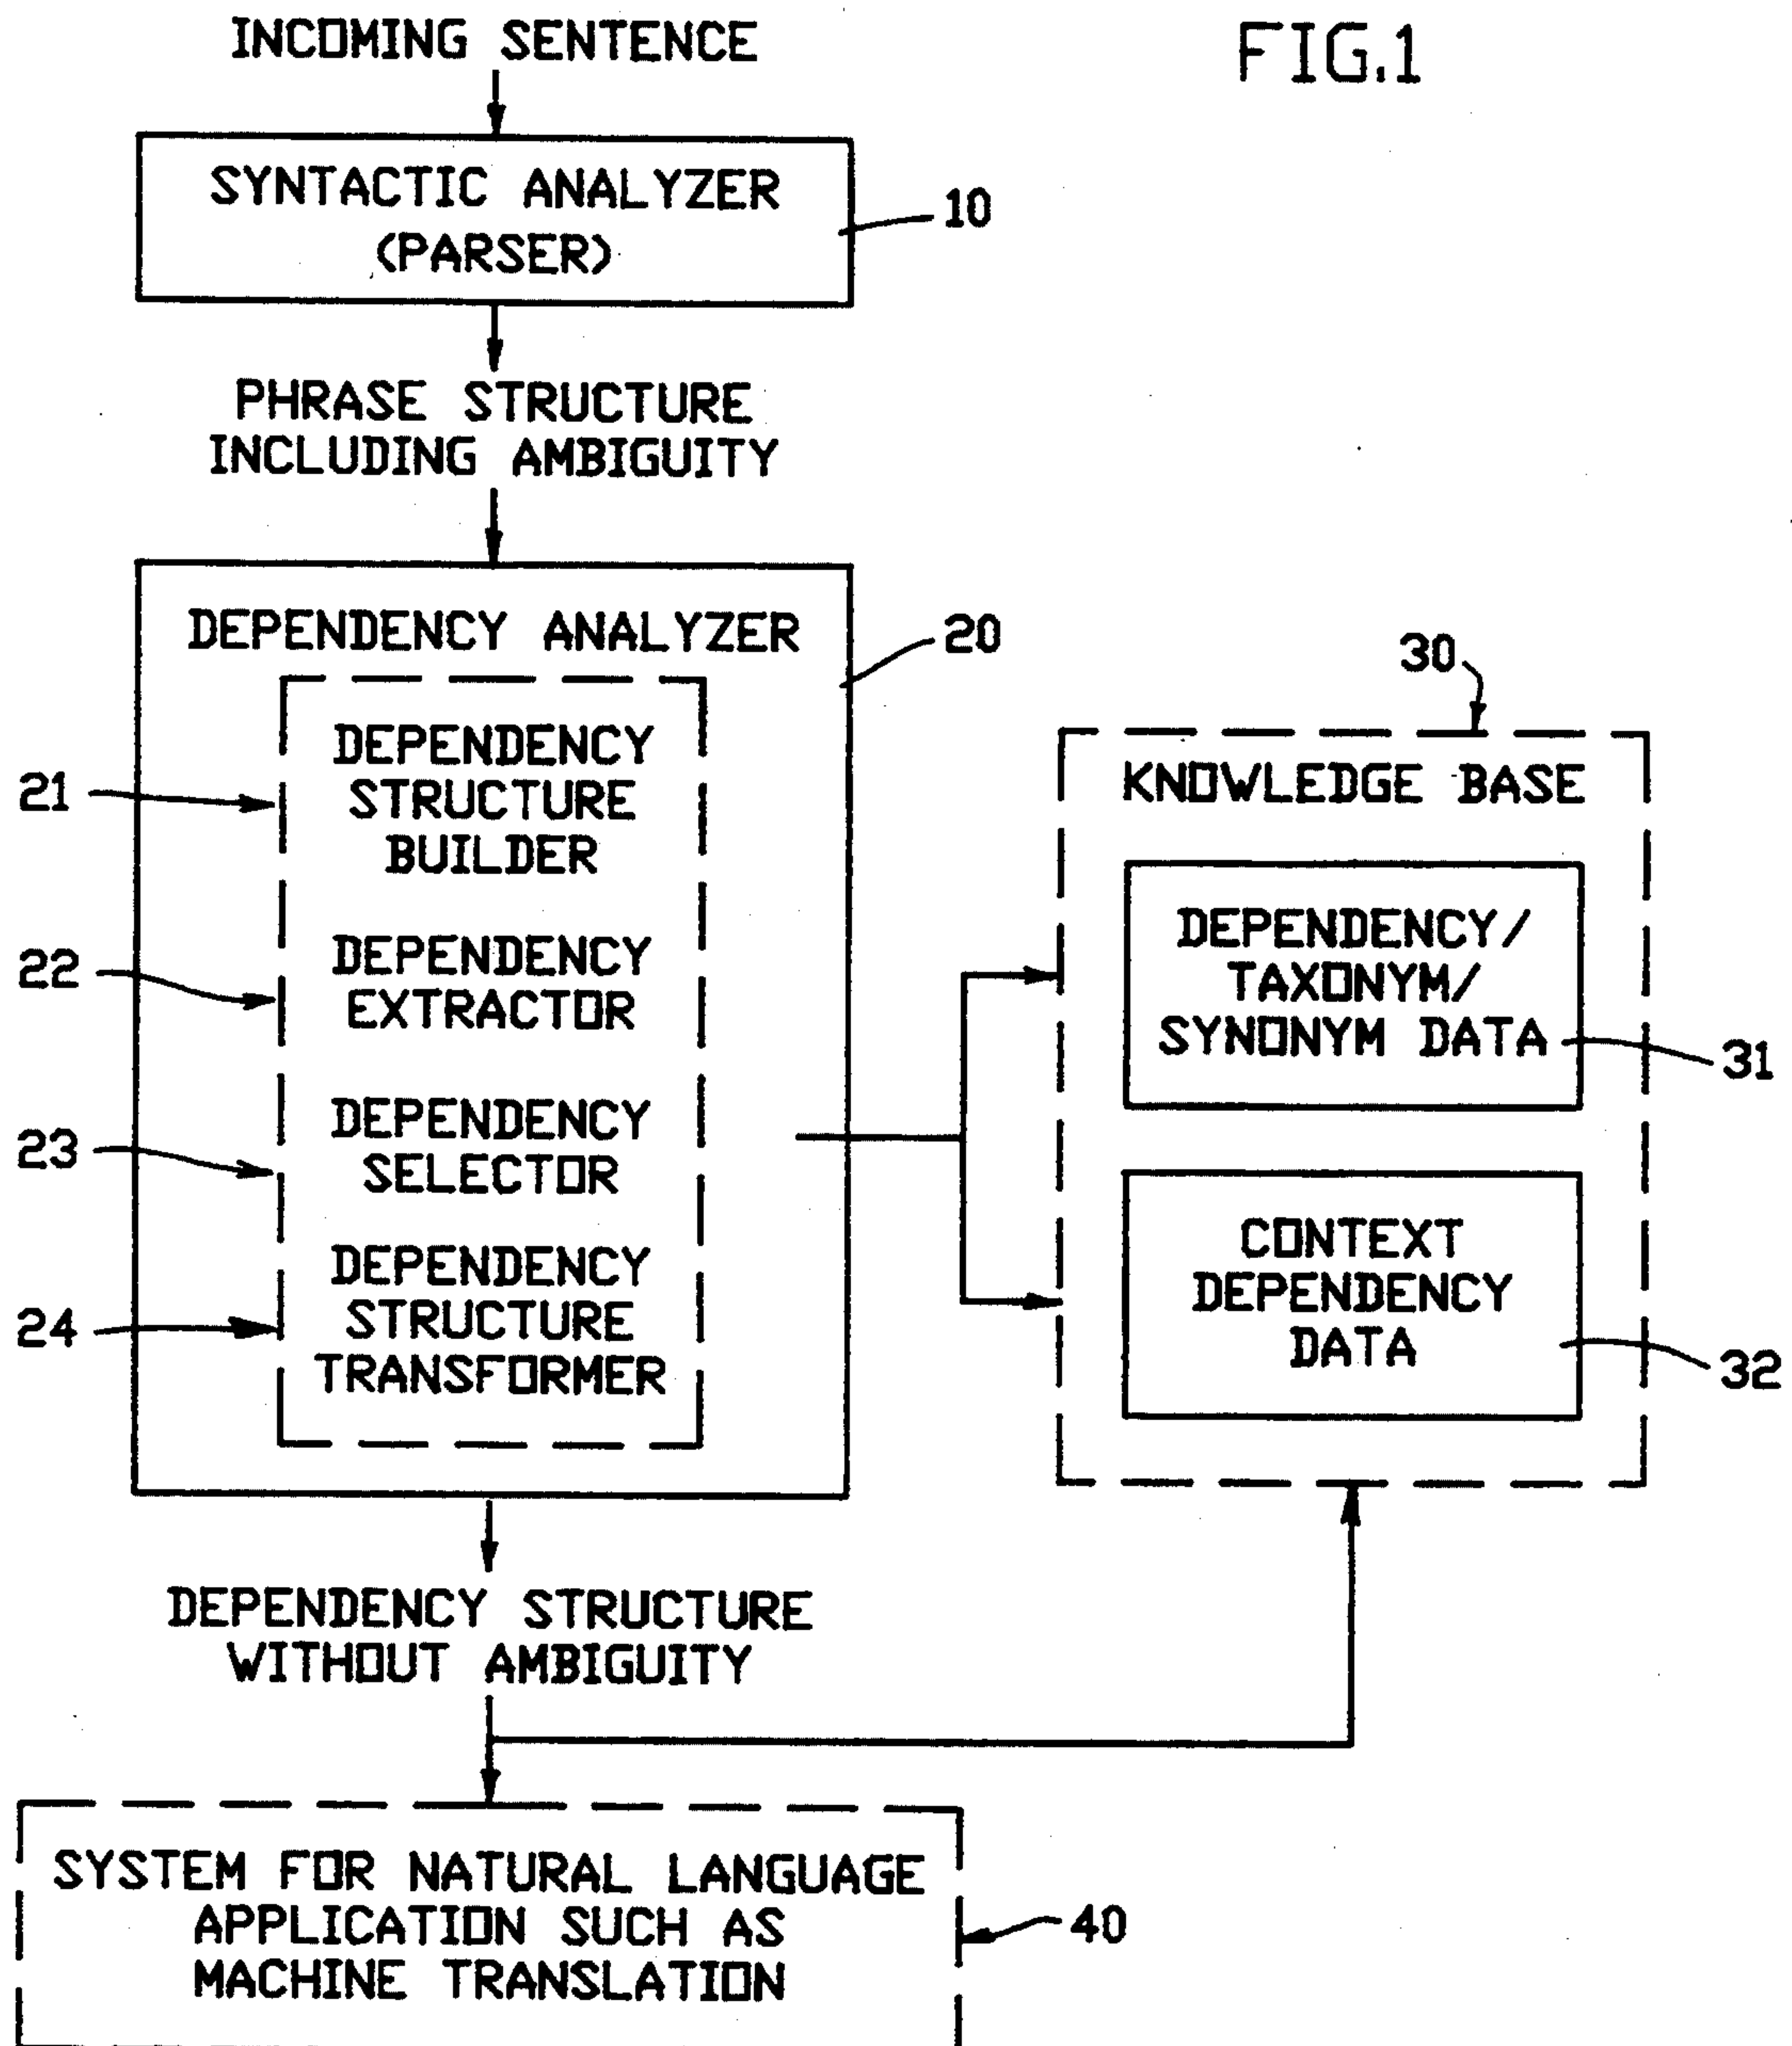 INCOMING SENTENCE
FIG.1
SYNTACTIC ANALYZER
(PARSER)
10
PHRASE STRUCTURE
INCLUDING AMBIGUITY
DEPENDENCY ANALYZER
20
DEPENDENCY
STRUCTURE
BUILDER
21
DEPENDENCY
EXTRACTOR
22
DEPENDENCY
SELECTOR
23
DEPENDENCY
STRUCTURE
TRANSFORMER
24
30
KNOWLEDGE BASE
DEPENDENCY/
TAXONYM/
SYNONYM DATA
31
CONTEXT
DEPENDENCY
DATA
32
DEPENDENCY STRUCTURE
WITHOUT AMBIGUITY
SYSTEM FOR NATURAL LANGUAGE
APPLICATION SUCH AS
MACHINE TRANSLATION
40